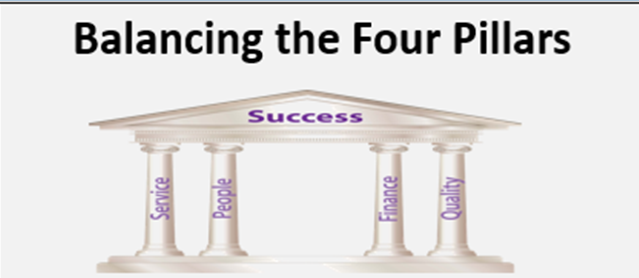 Balancing the Four Pillars
Success
Service
People
Finance
Quality